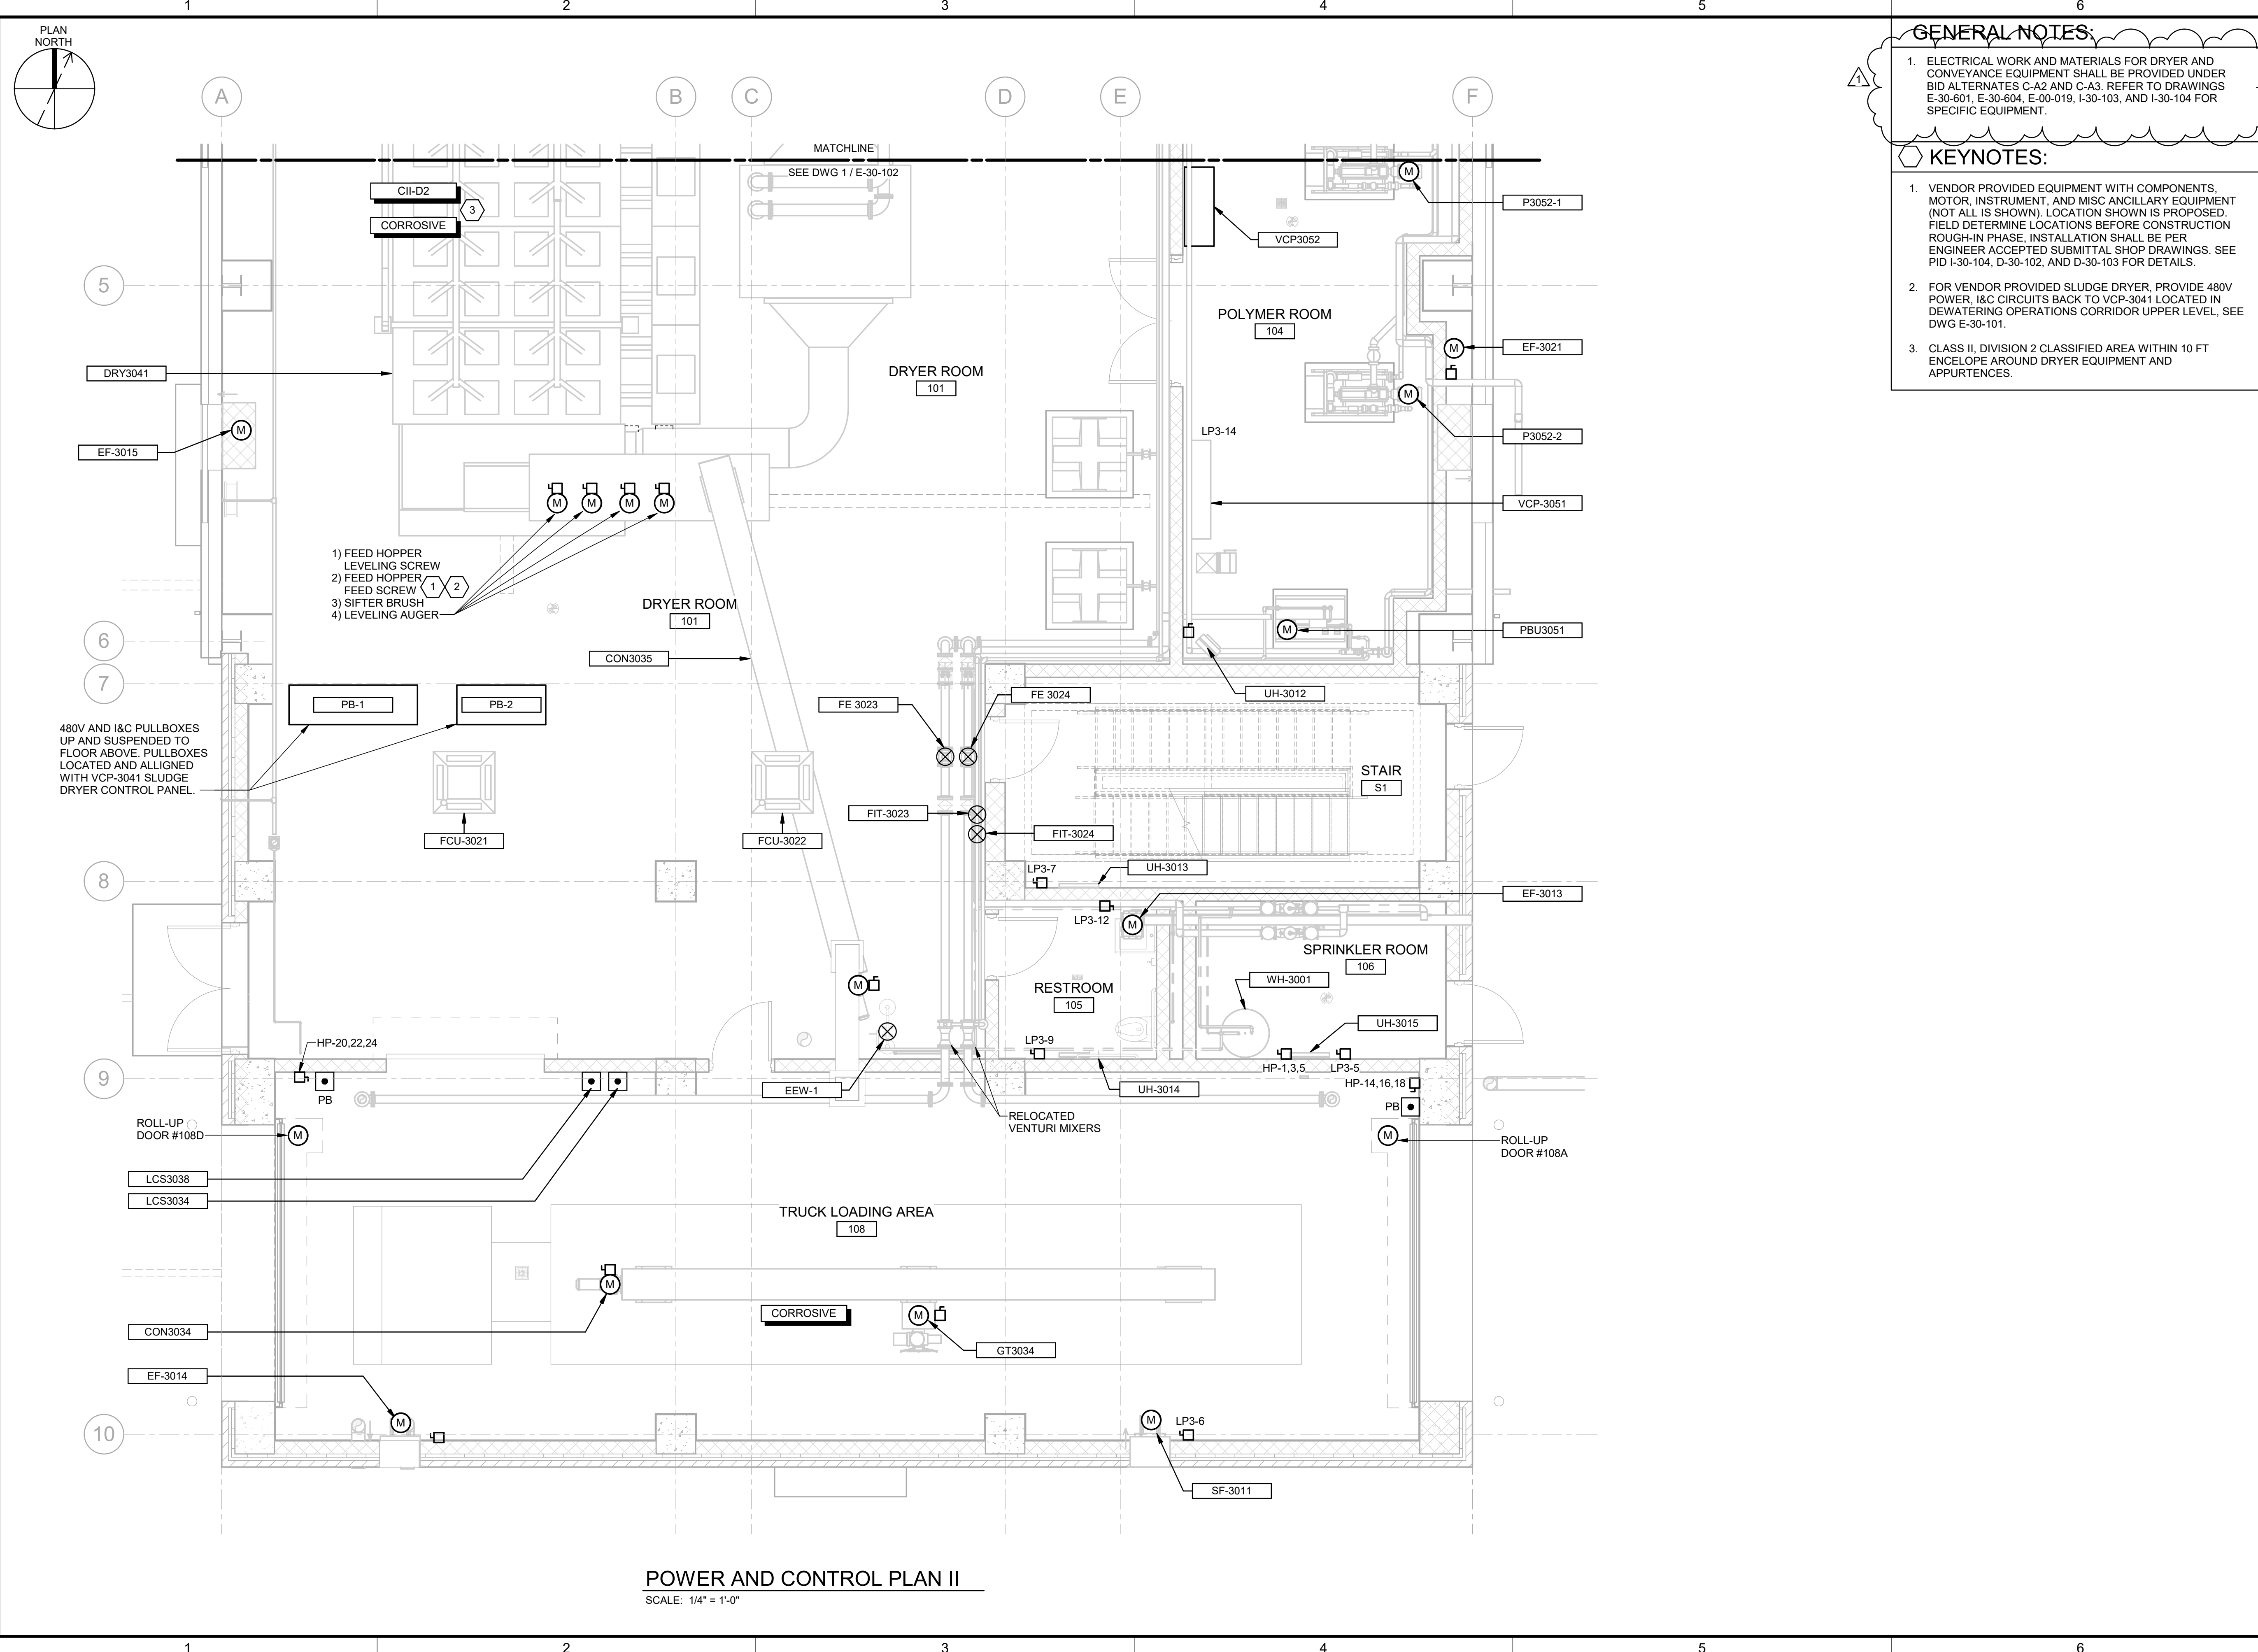 1 2 3 4 5 6
PLAN
NORTH
A B C D E F
GENERAL NOTES:
1
1. ELECTRICAL WORK AND MATERIALS FOR DRYER AND
CONVEYANCE EQUIPMENT SHALL BE PROVIDED UNDER
BID ALTERNATES C-A2 AND C-A3. REFER TO DRAWINGS
E-30-601, E-30-604, E-00-019, I-30-103, AND I-30-104 FOR
SPECIFIC EQUIPMENT.
KEYNOTES:
1. VENDOR PROVIDED EQUIPMENT WITH COMPONENTS,
MOTOR, INSTRUMENT, AND MISC ANCILLARY EQUIPMENT
(NOT ALL IS SHOWN). LOCATION SHOWN IS PROPOSED.
FIELD DETERMINE LOCATIONS BEFORE CONSTRUCTION
ROUGH-IN PHASE, INSTALLATION SHALL BE PER
ENGINEER ACCEPTED SUBMITTAL SHOP DRAWINGS. SEE
PID I-30-104, D-30-102, AND D-30-103 FOR DETAILS.
2. FOR VENDOR PROVIDED SLUDGE DRYER, PROVIDE 480V
POWER, I&C CIRCUITS BACK TO VCP-3041 LOCATED IN
DEWATERING OPERATIONS CORRIDOR UPPER LEVEL, SEE
DWG E-30-101.
3. CLASS II, DIVISION 2 CLASSIFIED AREA WITHIN 10 FT
ENCELOPE AROUND DRYER EQUIPMENT AND
APPURTENCES.
MATCHLINE
SEE DWG 1 / E-30-102
M
P3052-1
CII-D2
3
CORROSIVE
VCP3052
5
POLYMER ROOM
104
M
EF-3021
DRY3041
DRYER ROOM
101
M
P3052-2
M
EF-3015
LP3-14
M M M M
VCP-3051
1) FEED HOPPER
LEVELING SCREW
2) FEED HOPPER
FEED SCREW
1 2
3) SIFTER BRUSH
4) LEVELING AUGER
DRYER ROOM
101
M
PBU3051
6
CON3035
7
UH-3012
PB-1
PB-2
FE 3023
FE 3024
480V AND I&C PULLBOXES
UP AND SUSPENDED TO
FLOOR ABOVE. PULLBOXES
LOCATED AND ALLIGNED
WITH VCP-3041 SLUDGE
DRYER CONTROL PANEL.
STAIR
S1
FIT-3023
FIT-3024
FCU-3021
FCU-3022
UH-3013
LP3-7
8
EF-3013
LP3-12
M
SPRINKLER ROOM
106
RESTROOM
105
WH-3001
M
UH-3015
HP-20,22,24
LP3-9
HP-1,3,5
LP3-5
9
EEW-1
UH-3014
HP-14,16,18
PB
PB
RELOCATED
VENTURI MIXERS
ROLL-UP
DOOR #108D
M
M
ROLL-UP
DOOR #108A
LCS3038
LCS3034
TRUCK LOADING AREA
108
M
CORROSIVE
M
CON3034
GT3034
EF-3014
M
M
LP3-6
10
SF-3011
POWER AND CONTROL PLAN II
SCALE: 1/4" = 1'-0"
1 2 3 4 5 6